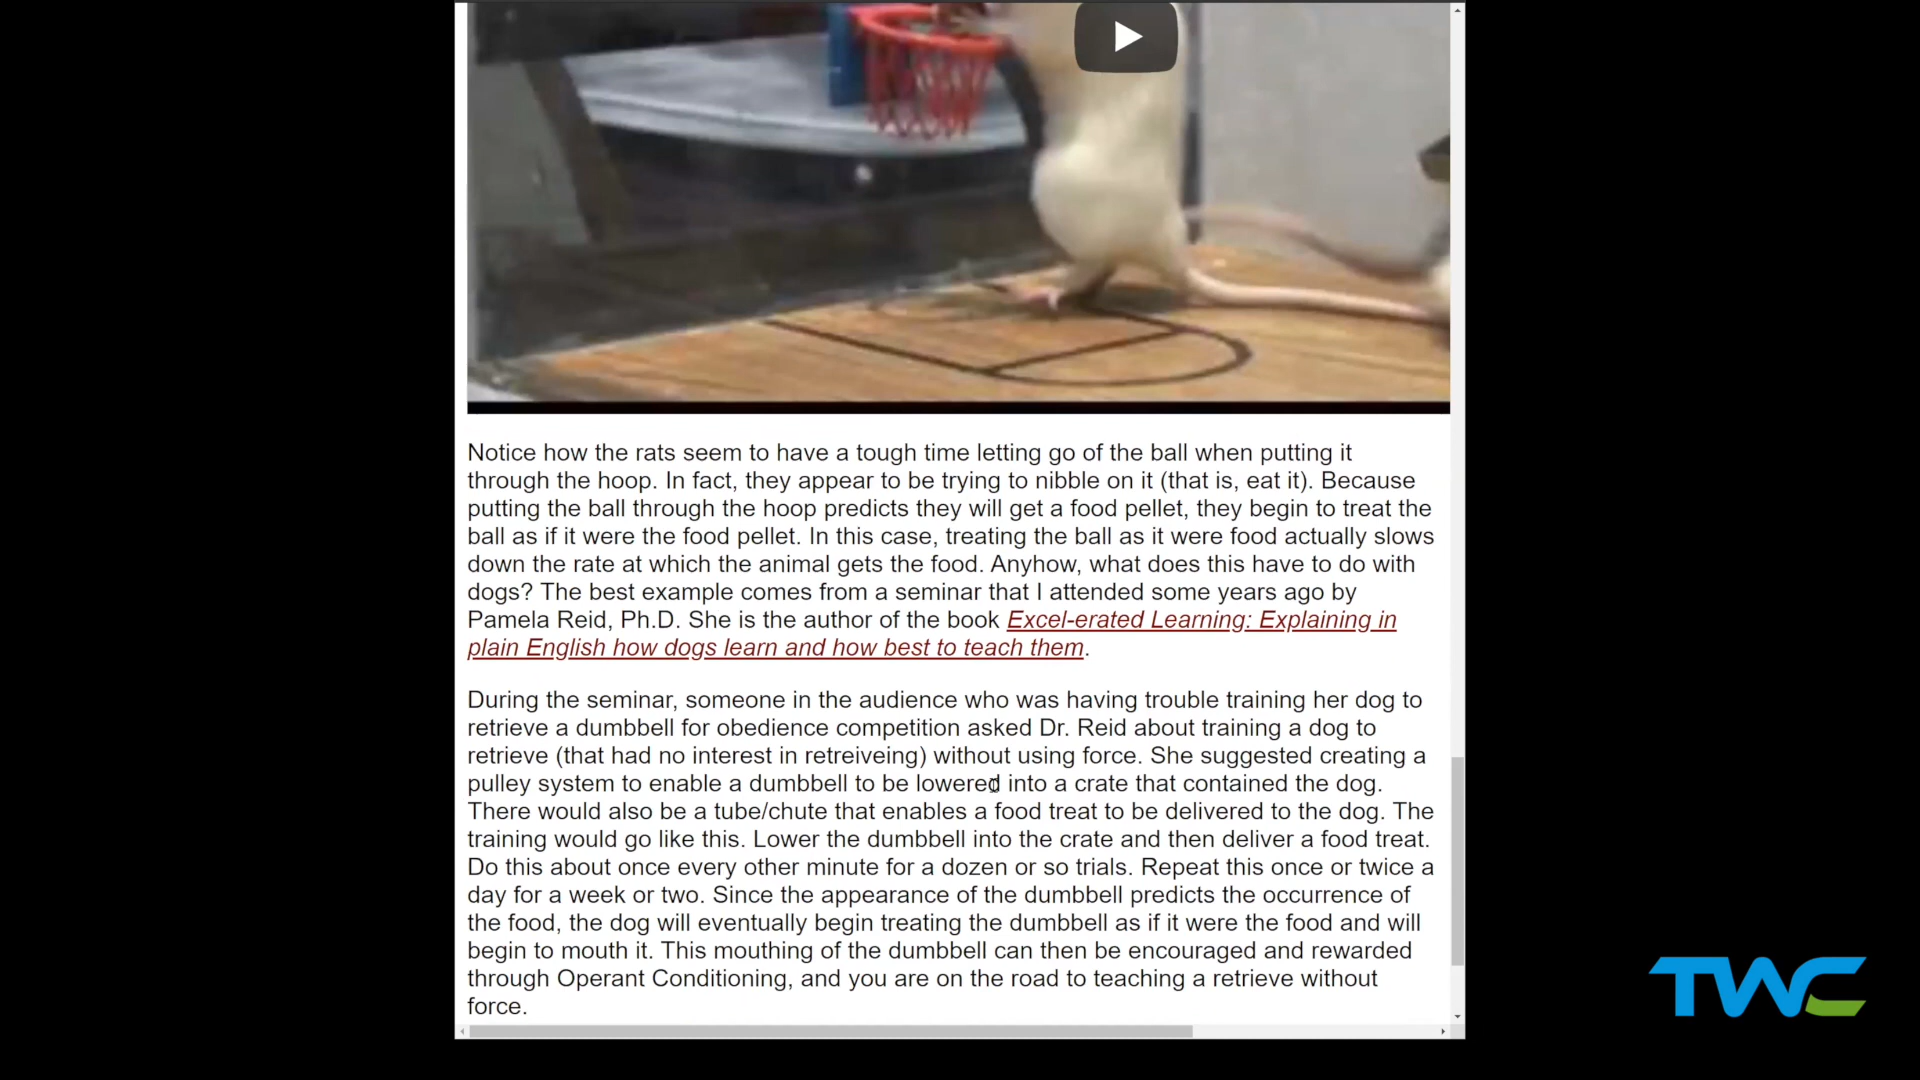 Notice how the rats seem to have a tough time letting go of the ball when putting it
through the hoop. In fact, they appear to be trying to nibble on it (that is, eat it). Because
putting the ball through the hoop predicts they will get a food pellet, they begin to treat the
ball as if it were the food pellet. In this case, treating the ball as it were food actually slows
down the rate at which the animal gets the food. Anyhow, what does this have to do with
dogs? The best example comes from a seminar that I attended some years ago by
Pamela Reid, Ph.D. She is the author of the book Excel-erated Learning: Explaining in
plain English how dogs learn and how best to teach them.
During the seminar, someone in the audience who was having trouble training her dog to
retrieve a dumbbell for obedience competition asked Dr. Reid about training a dog to
retrieve (that had no interest in retreiveing) without using force. She suggested creating a
pulley system to enable a dumbbell to be lowered into a crate that contained the dog.
There would also be a tube/chute that enables a food treat to be delivered to the dog. The
training would go like this. Lower the dumbbell into the crate and then deliver a food treat.
Do this about once every other minute for a dozen or so trials. Repeat this once or twice a
day for a week or two. Since the appearance of the dumbbell predicts the occurrence of
the food, the dog will eventually begin treating the dumbbell as if it were the food and will
begin to mouth it. This mouthing of the dumbbell can then be encouraged and rewarded
through Operant Conditioning, and you are on the road to teaching a retrieve without
force.
TWC